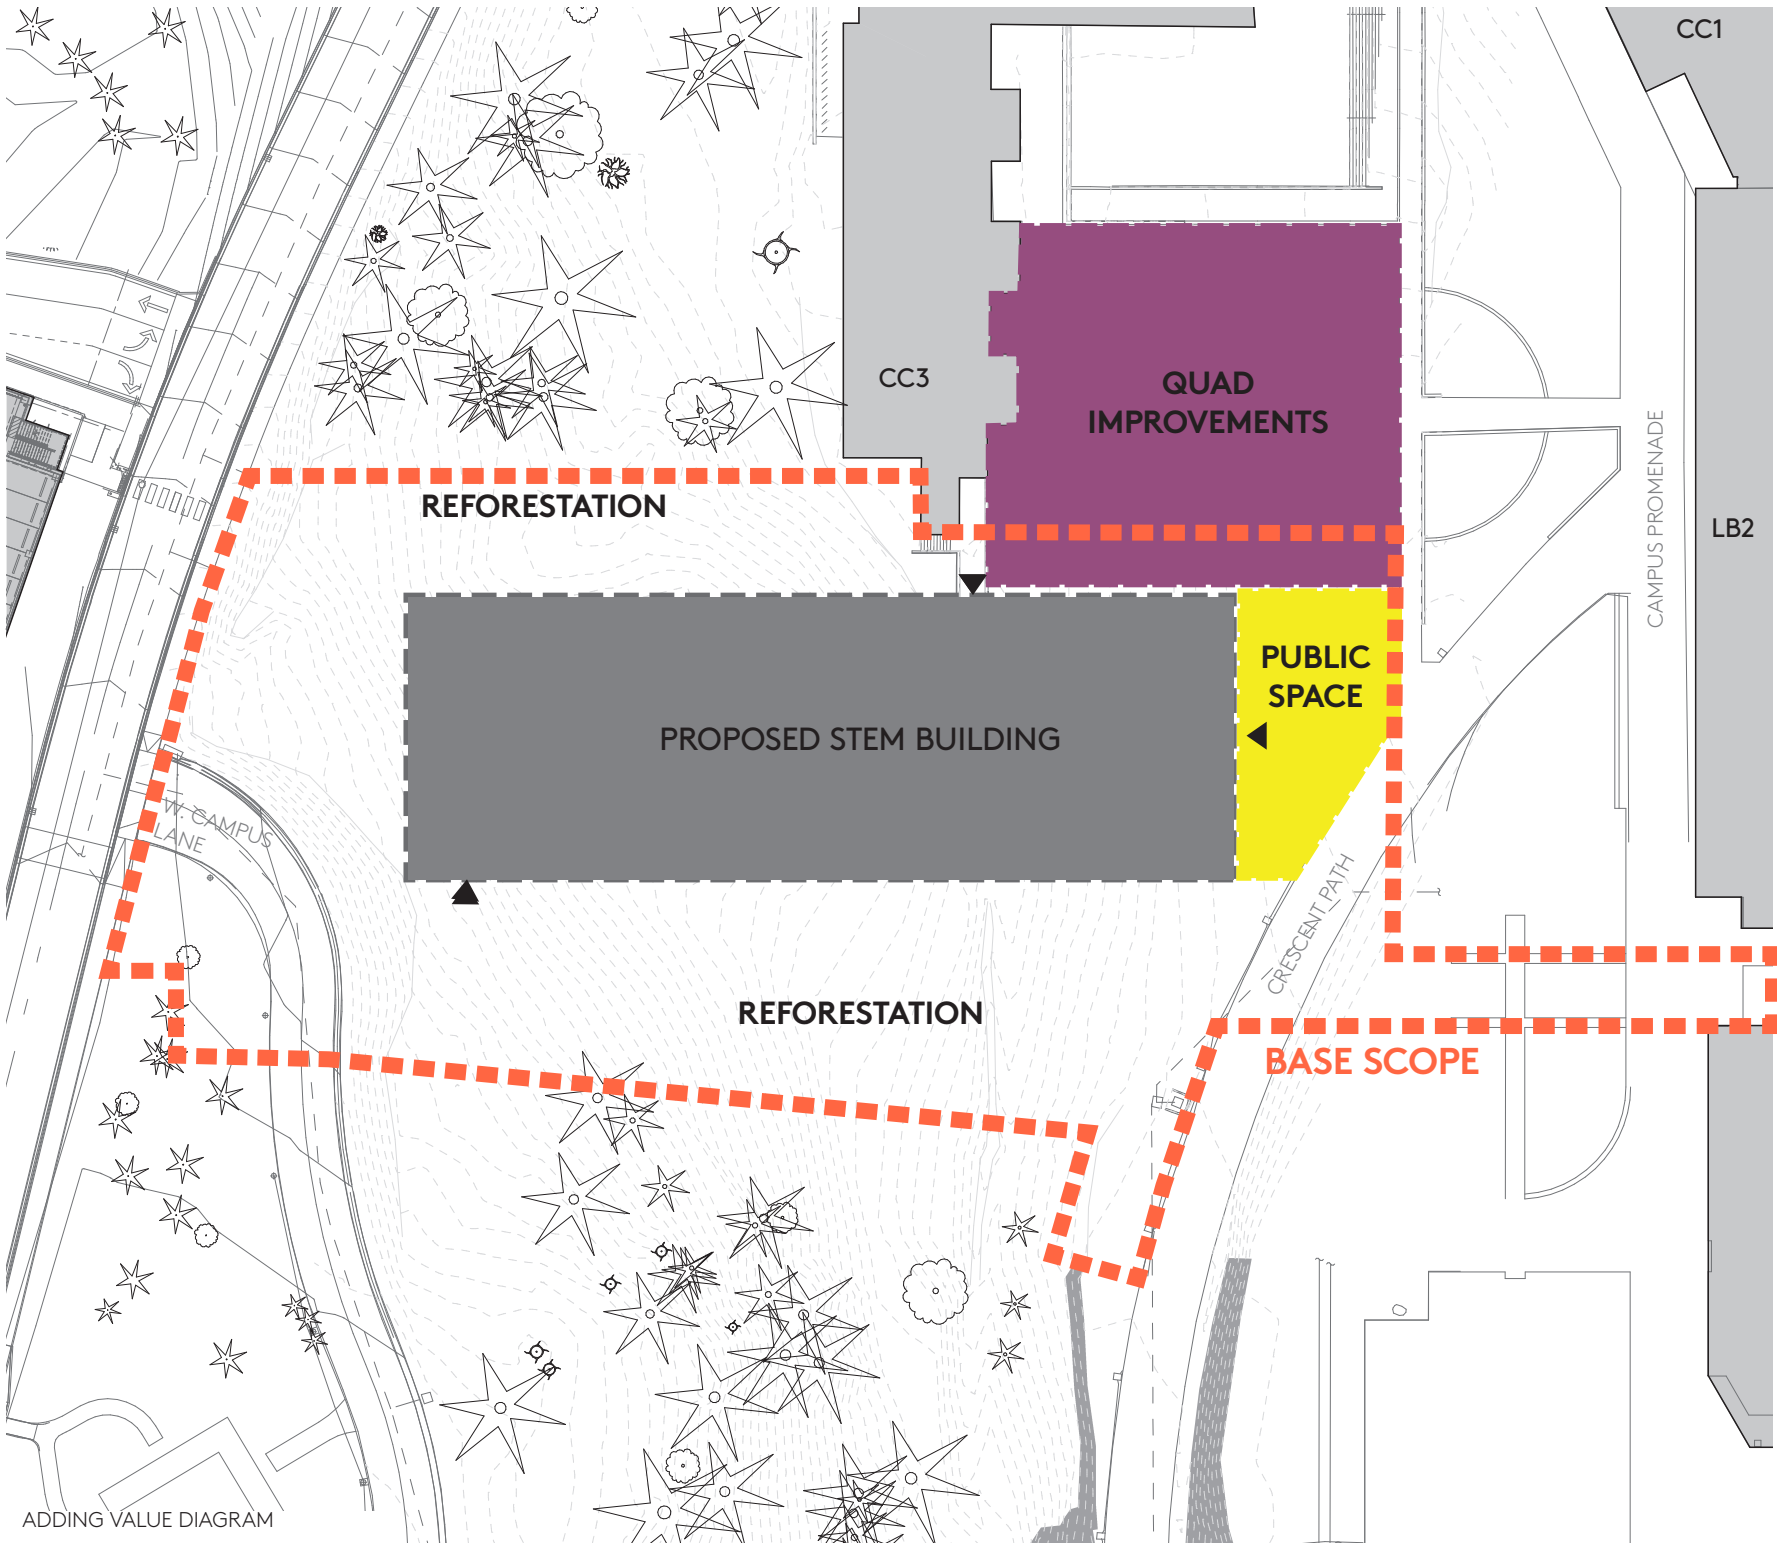 CC1
CC3
QUAD
IMPROVEMENTS
CAMPUS PROMENADE
LB2
REFORESTATION
PUBLIC
SPACE
PROPOSED STEM BUILDING
W. CAMPUS
LANE
CRESCENT PATH
REFORESTATION
BASE SCOPE
ADDING VALUE DIAGRAM